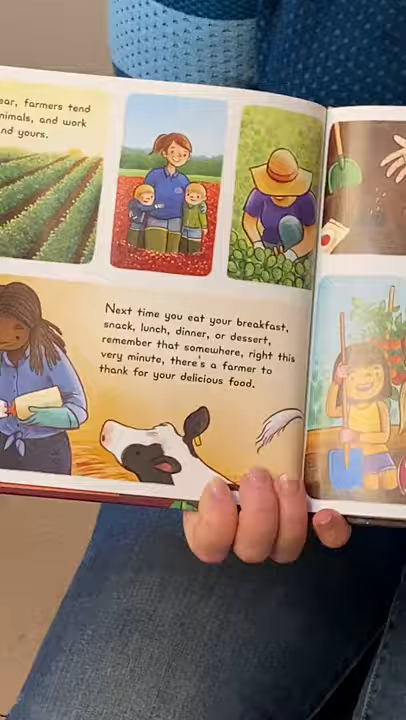 ear, farmers tend
nimals, and work
nd yours.
Next time you eat your breakfast,
snack, lunch, dinner, or dessert,
remember that somewhere, right this
very minute, there's a farmer to
thank for your delicious food.